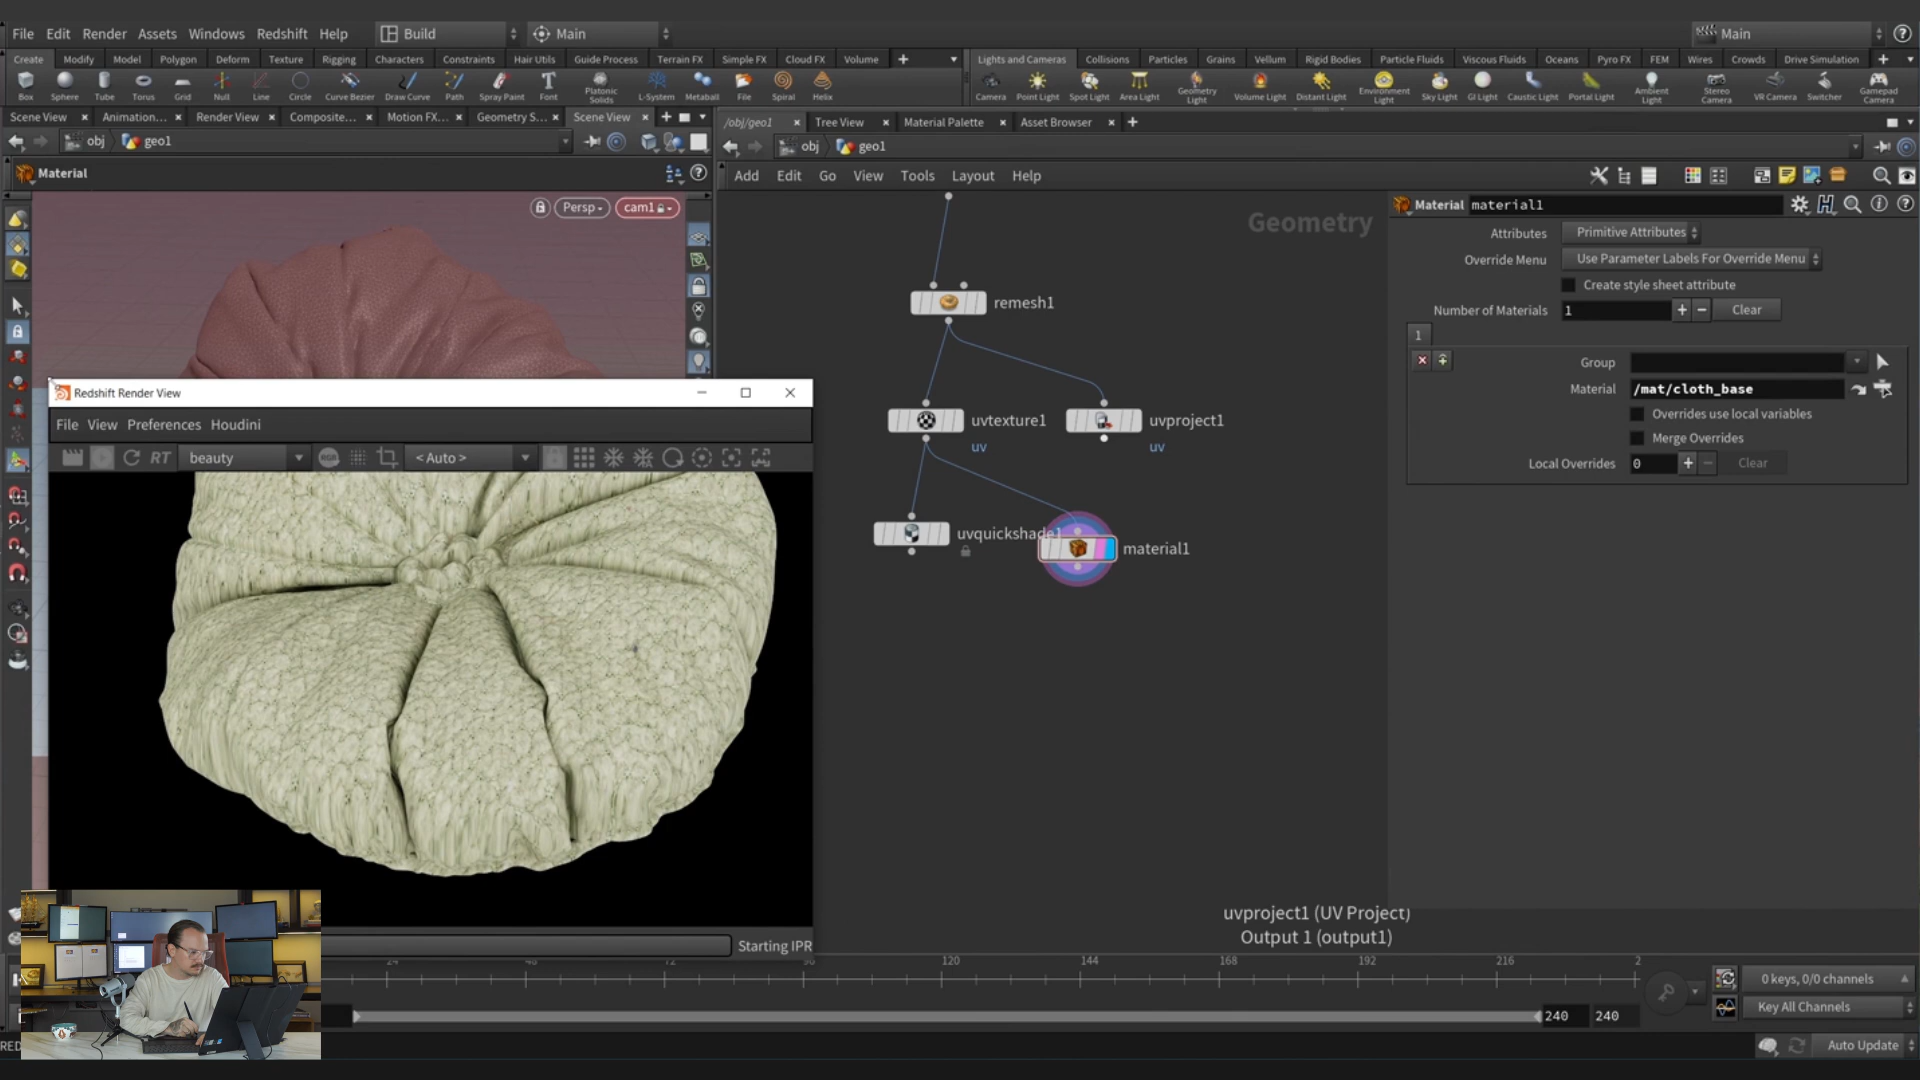 File Edit Render Assets Windows Redshift Help Build Main Main
Create Modify Model Polygon Deform Texture Rigging Characters Constraints Hair Utils Guide Process Terrain FX Simple FX Cloud FX Volume
Lights and Cameras Collisions Particles Grains Vellum Rigid Bodies Particle Fluids Viscous Fluids Oceans Pyro FX FEM Wires Crowds Drive Simulation
Box Sphere Tube Torus Grid Null Line Circle Curve Bezier Draw Curve Path Spray Paint Font Platonic Solids L-System Metaball File Spiral Helix
Camera Point Light Spot Light Area Light Geometry Light Volume Light Distant Light Environment Light Sky Light GI Light Caustic Light Portal Light Ambient Light Stereo Camera VR Camera Switcher Gamepad Camera
Scene View Animation... Render View Composite... Motion FX... Geometry S... Scene View
/obj/geo1 Tree View Material Palette Asset Browser
obj geo1
obj geo1
Material
Add Edit Go View Tools Layout Help
Persp cam1
Geometry
Material material1
Attributes Primitive Attributes
Override Menu Use Parameter Labels For Override Menu
Create style sheet attribute
Number of Materials 1 + − Clear
1
Group
Material /mat/cloth_base
Overrides use local variables
Merge Overrides
Local Overrides 0 + − Clear
remesh1
uvtexture1
uv
uvproject1
uv
uvquickshade1
material1
Redshift Render View
File View Preferences Houdini
RT beauty < Auto >
Starting IPR
uvproject1 (UV Project)
Output 1 (output1)
24 48 72 96 120 144 168 192 216 2
240 240
0 keys, 0/0 channels
Key All Channels
Auto Update
RED